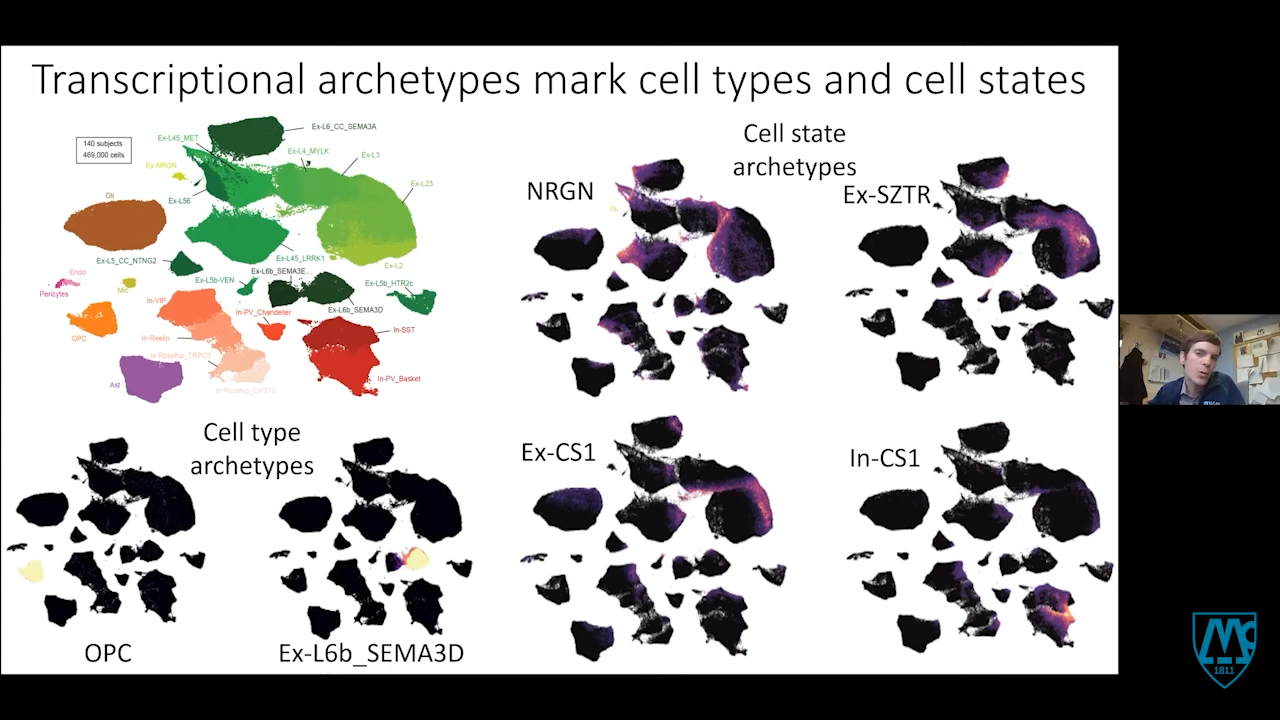 Transcriptional archetypes mark cell types and cell states
140 subjects
469,000 cells
Ex-L6_CC_SEMA3A
Ex-L45_MET
Ex-L4_MYLK
Ex-L3
Ex-NRGN
Ex-L23
Oli
Ex-L56
Ex-L5_CC_NTNG2
Ex-L45_LRRK1
Ex-L2
Endo
Ex-L6b_SEMA3E
Ex-L5b-VEN
Ex-L5b_HTR2c
Pericytes
Mic
In-VIP
Ex-L6b_SEMA3D
In-PV_Chandelier
OPC
In-SST
In-Reelin
In-Rosehip_TRPC3
Ast
In-PV_Basket
Cell state
archetypes
NRGN
Ex-SZTR
Cell type
archetypes
Ex-CS1
In-CS1
OPC
Ex-L6b_SEMA3D
1811